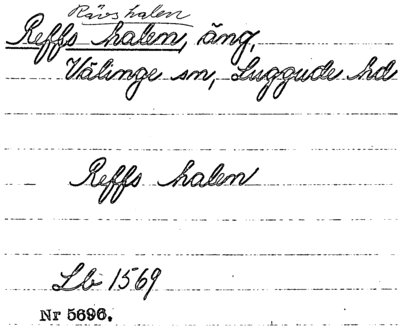 Rävshalen
Reffs halen, äng,
Välinge sn, Luggude hd
Reffs halen
Lb 1569
Nr 5696.